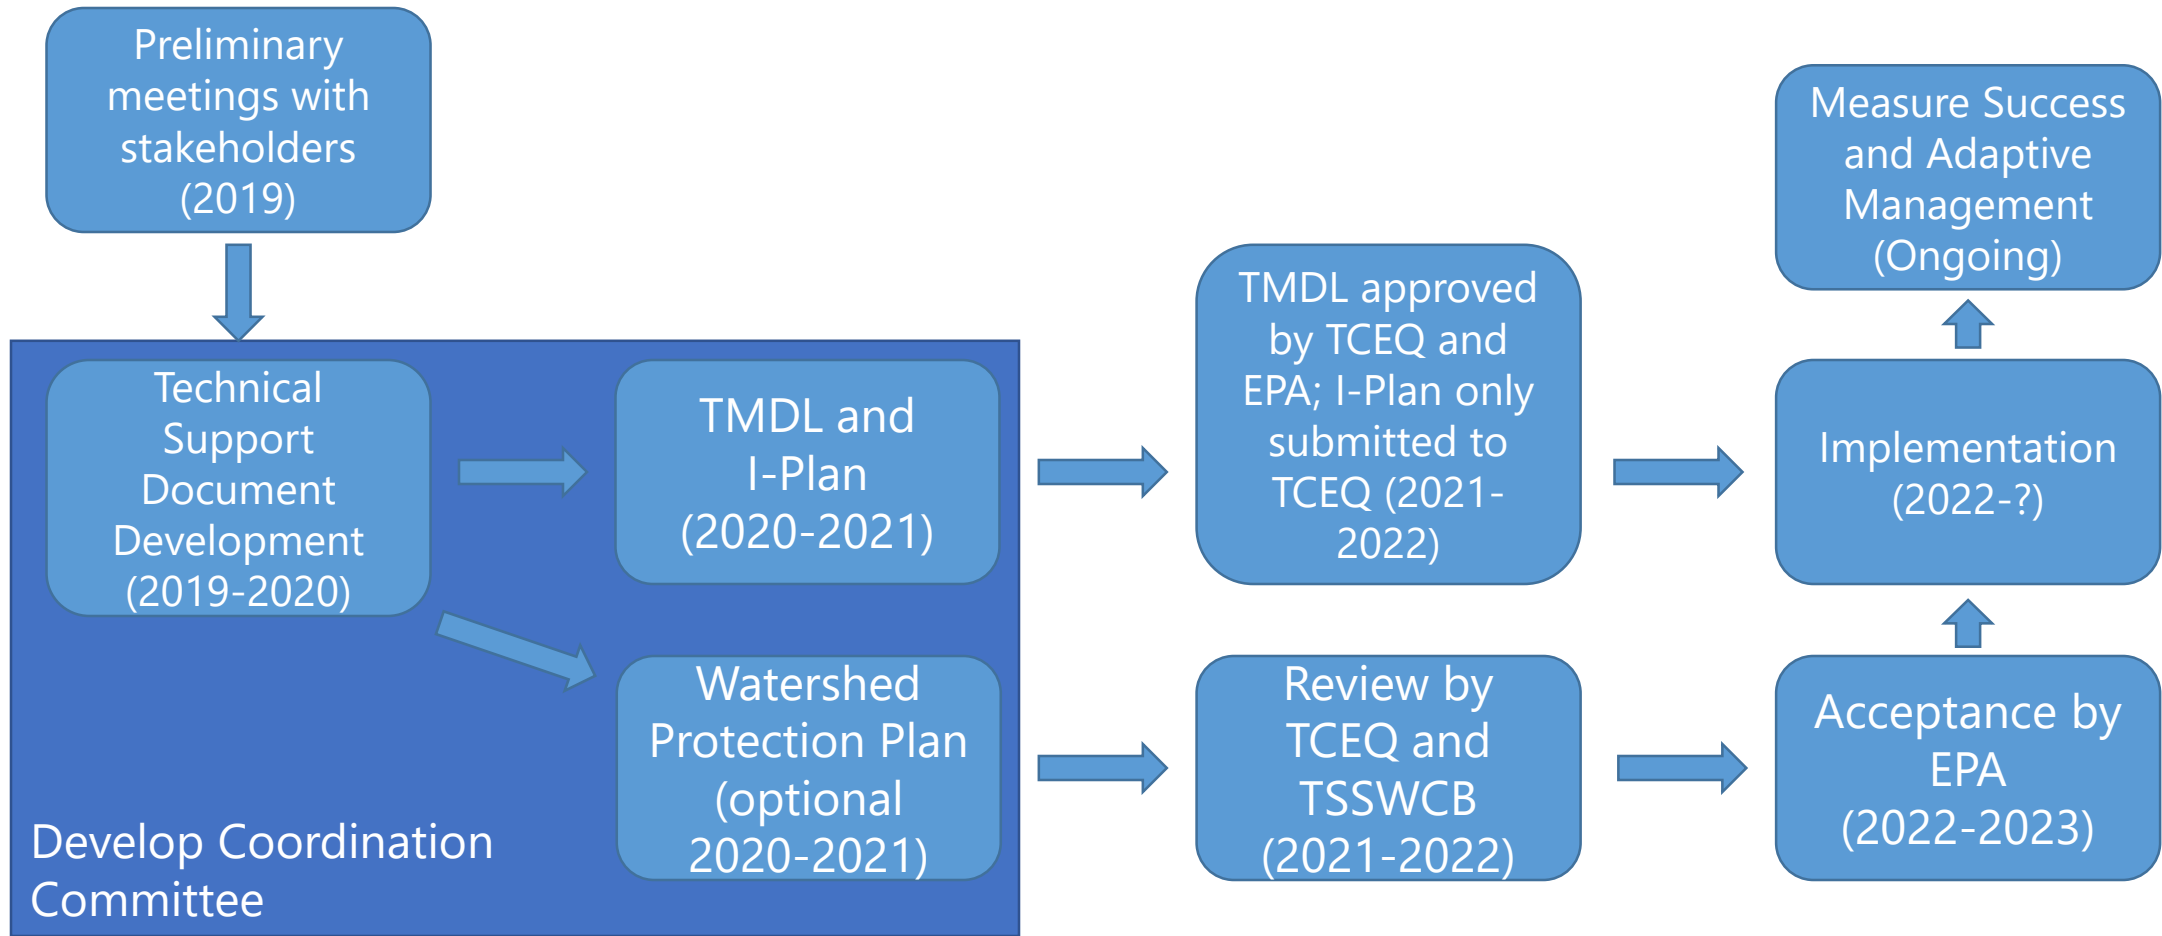 Preliminary
meetings with
stakeholders
(2019)
Technical
Support
Document
Development
(2019-2020)
TMDL and
I-Plan
(2020-2021)
Watershed
Protection Plan
(optional
2020-2021)
Develop Coordination
Committee
TMDL approved
by TCEQ and
EPA; I-Plan only
submitted to
TCEQ (2021-
2022)
Review by
TCEQ and
TSSWCB
(2021-2022)
Measure Success
and Adaptive
Management
(Ongoing)
Implementation
(2022-?)
Acceptance by
EPA
(2022-2023)